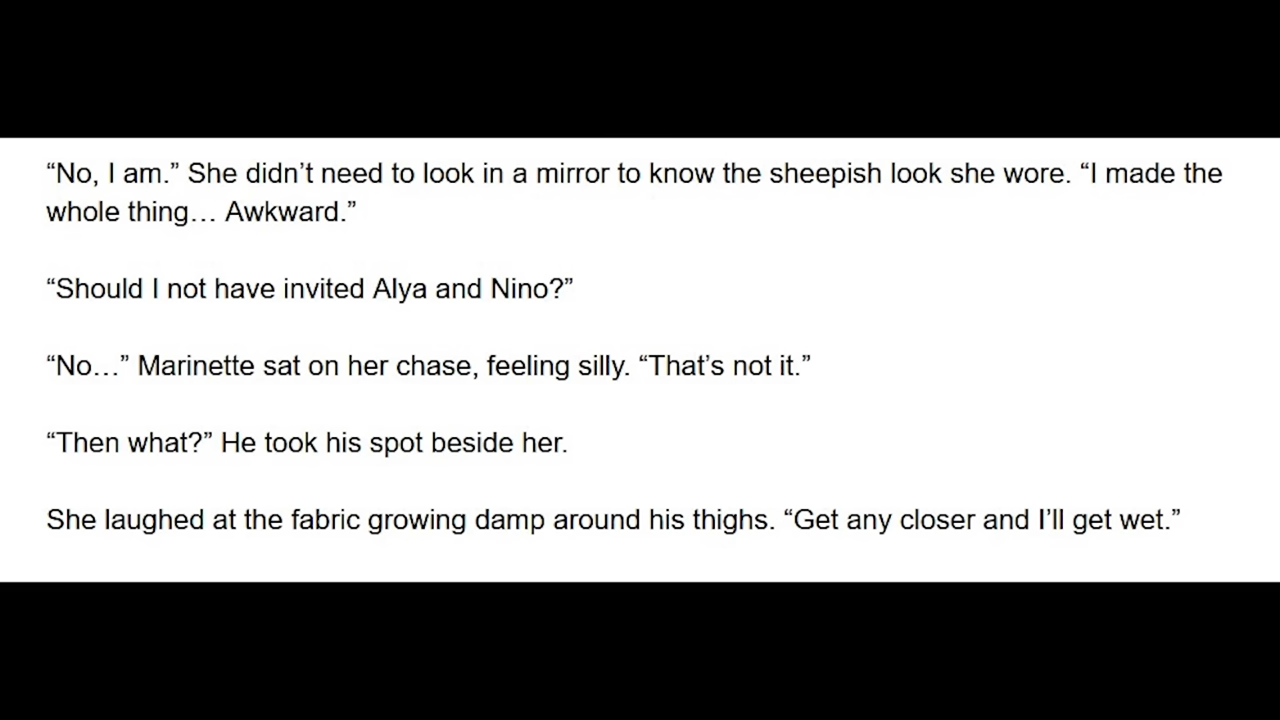 “No, I am.” She didn’t need to look in a mirror to know the sheepish look she wore. “I made the
whole thing… Awkward.”
“Should I not have invited Alya and Nino?”
“No…” Marinette sat on her chase, feeling silly. “That’s not it.”
“Then what?” He took his spot beside her.
She laughed at the fabric growing damp around his thighs. “Get any closer and I’ll get wet.”